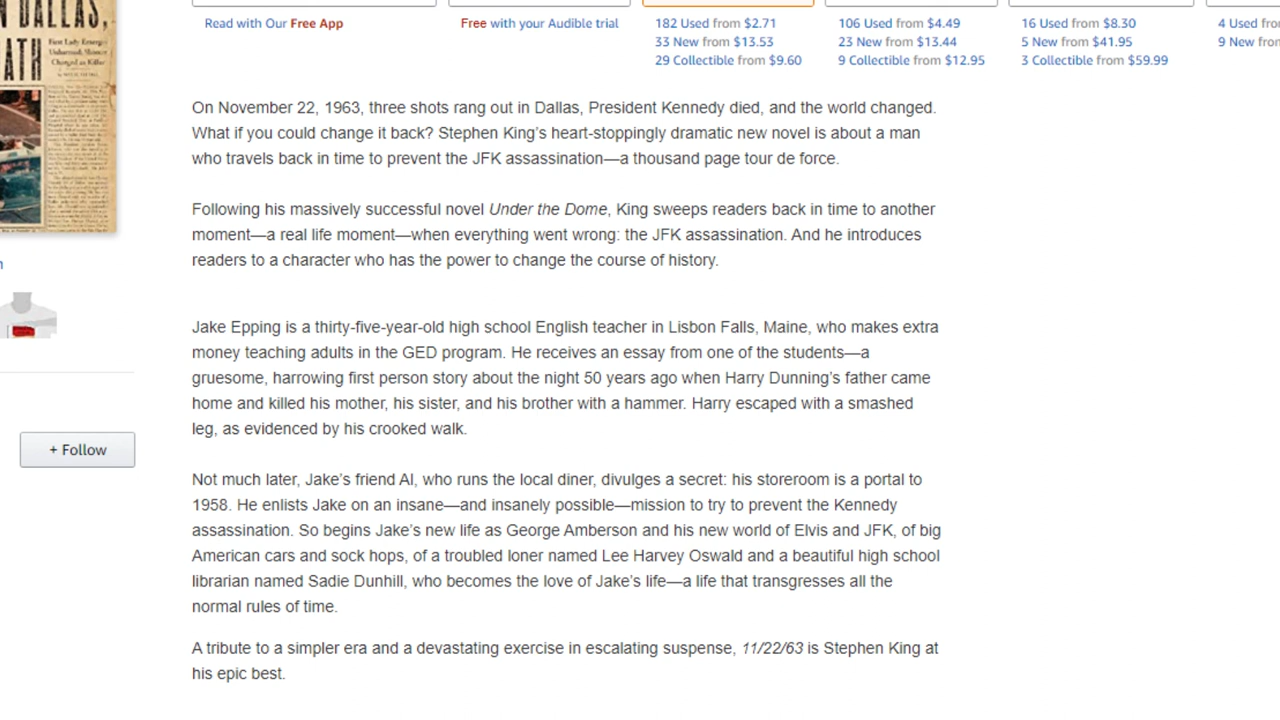 N DALLAS,
EATH
First Lady Emerges
Unharmed, Shooter
Charged as Killer
Read with Our Free App
Free with your Audible trial
182 Used from $2.71
33 New from $13.53
29 Collectible from $9.60
106 Used from $4.49
23 New from $13.44
9 Collectible from $12.95
16 Used from $8.30
5 New from $41.95
3 Collectible from $59.99
4 Used
9 New from
On November 22, 1963, three shots rang out in Dallas, President Kennedy died, and the world changed.
What if you could change it back? Stephen King’s heart-stoppingly dramatic new novel is about a man
who travels back in time to prevent the JFK assassination—a thousand page tour de force.
Following his massively successful novel Under the Dome, King sweeps readers back in time to another
moment—a real life moment—when everything went wrong: the JFK assassination. And he introduces
readers to a character who has the power to change the course of history.
Jake Epping is a thirty-five-year-old high school English teacher in Lisbon Falls, Maine, who makes extra
money teaching adults in the GED program. He receives an essay from one of the students—a
gruesome, harrowing first person story about the night 50 years ago when Harry Dunning’s father came
home and killed his mother, his sister, and his brother with a hammer. Harry escaped with a smashed
leg, as evidenced by his crooked walk.
+ Follow
Not much later, Jake’s friend Al, who runs the local diner, divulges a secret: his storeroom is a portal to
1958. He enlists Jake on an insane—and insanely possible—mission to try to prevent the Kennedy
assassination. So begins Jake’s new life as George Amberson and his new world of Elvis and JFK, of big
American cars and sock hops, of a troubled loner named Lee Harvey Oswald and a beautiful high school
librarian named Sadie Dunhill, who becomes the love of Jake’s life—a life that transgresses all the
normal rules of time.
A tribute to a simpler era and a devastating exercise in escalating suspense, 11/22/63 is Stephen King at
his epic best.